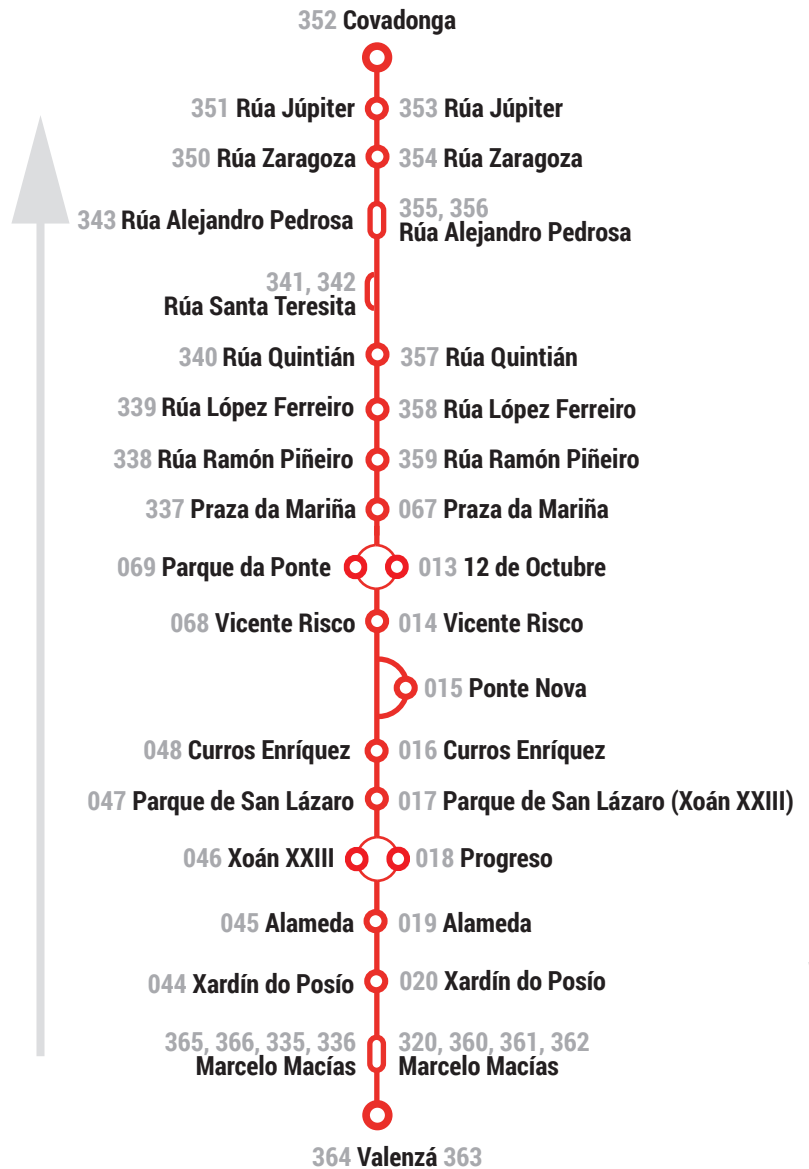 352 Covadonga
351 Rúa Júpiter
353 Rúa Júpiter
350 Rúa Zaragoza
354 Rúa Zaragoza
343 Rúa Alejandro Pedrosa
355, 356
Rúa Alejandro Pedrosa
341, 342
Rúa Santa Teresita
340 Rúa Quintián
357 Rúa Quintián
339 Rúa López Ferreiro
358 Rúa López Ferreiro
338 Rúa Ramón Piñeiro
359 Rúa Ramón Piñeiro
337 Praza da Mariña
067 Praza da Mariña
069 Parque da Ponte
013 12 de Octubre
068 Vicente Risco
014 Vicente Risco
015 Ponte Nova
048 Curros Enríquez
016 Curros Enríquez
047 Parque de San Lázaro
017 Parque de San Lázaro (Xoán XXIII)
046 Xoán XXIII
018 Progreso
045 Alameda
019 Alameda
044 Xardín do Posío
020 Xardín do Posío
365, 366, 335, 336
Marcelo Macías
320, 360, 361, 362
Marcelo Macías
364 Valenzá 363